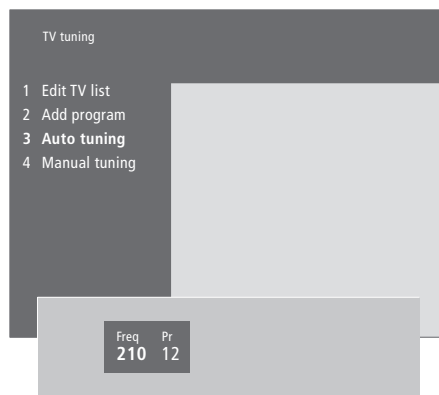 TV tuning
1 Edit TV list
2 Add program
3 Auto tuning
4 Manual tuning
Freq Pr
210 12